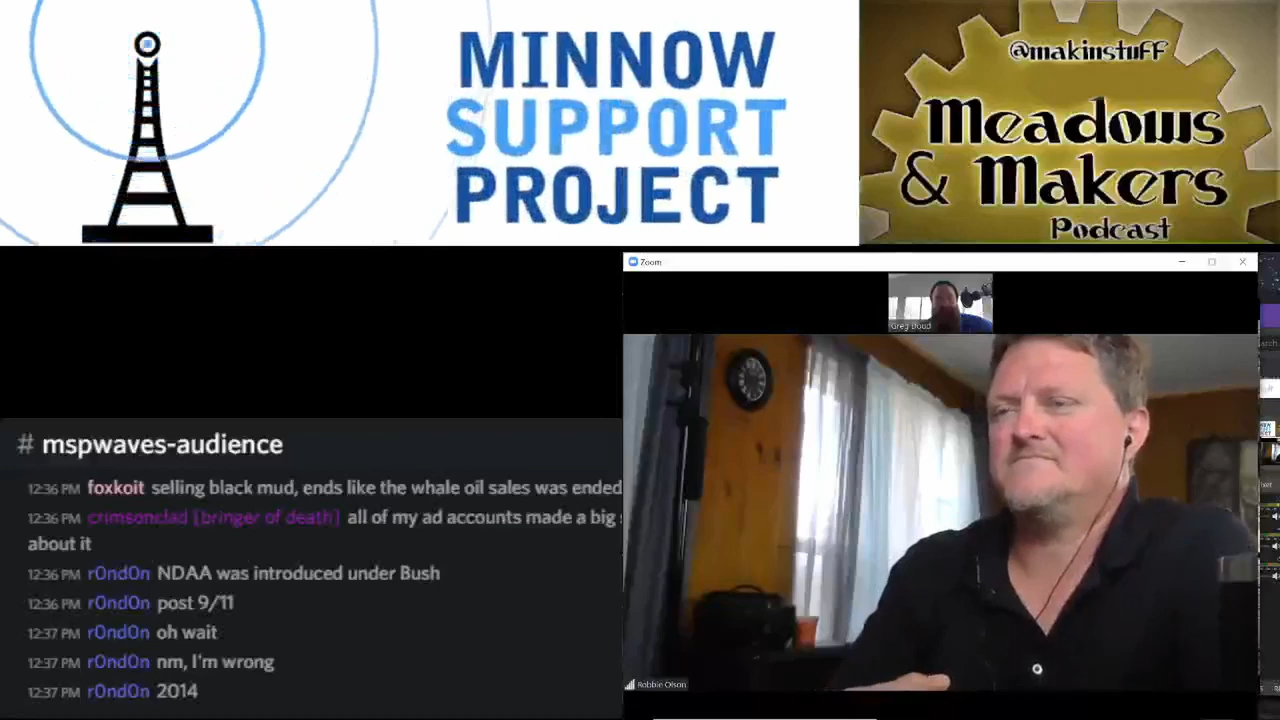 MINNOW
SUPPORT
PROJECT
@makinstuff
Meadows
& Makers
Podcast
Zoom
Greg Doud
# mspwaves-audience
12:36 PM foxkoit selling black mud, ends like the whale oil sales was ended
12:36 PM crimsonclad [bringer of death] all of my ad accounts made a big
about it
12:36 PM r0nd0n NDAA was introduced under Bush
12:36 PM r0nd0n post 9/11
12:37 PM r0nd0n oh wait
12:37 PM r0nd0n nm, I'm wrong
12:37 PM r0nd0n 2014
Robbie Olson